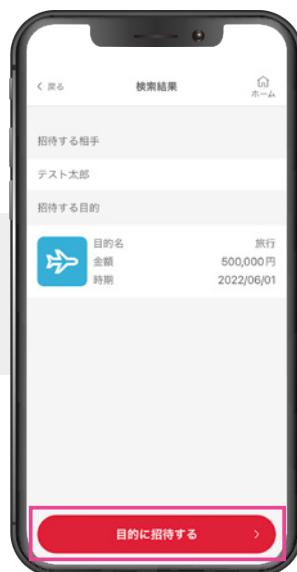 戻る 検索結果 ホーム
招待する相手
テスト太郎
招待する目的
目的名 旅行
金額 500,000円
時期 2022/06/01
目的に招待する